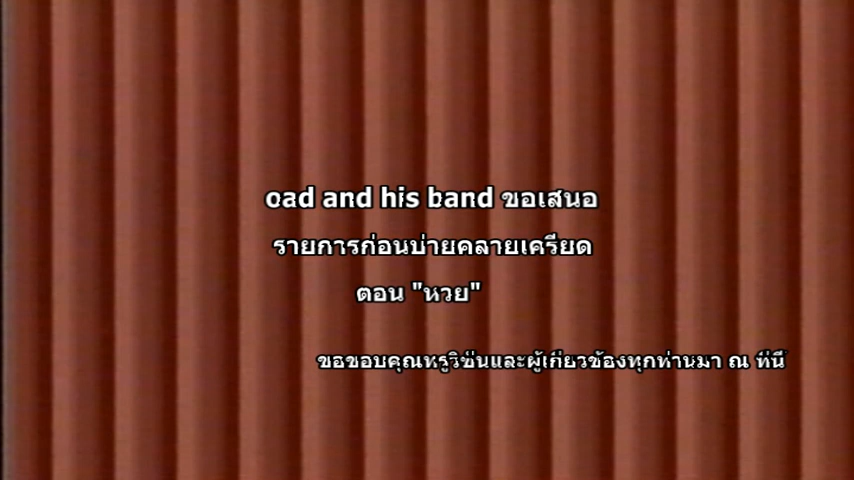 oad and his band ขอเสนอ
รายการก่อนบ่ายคลายเครียด
ตอน "หวย"
ขอขอบคุณทรูวิชั่นและผู้เกี่ยวข้องทุกท่านมา ณ ที่นี้